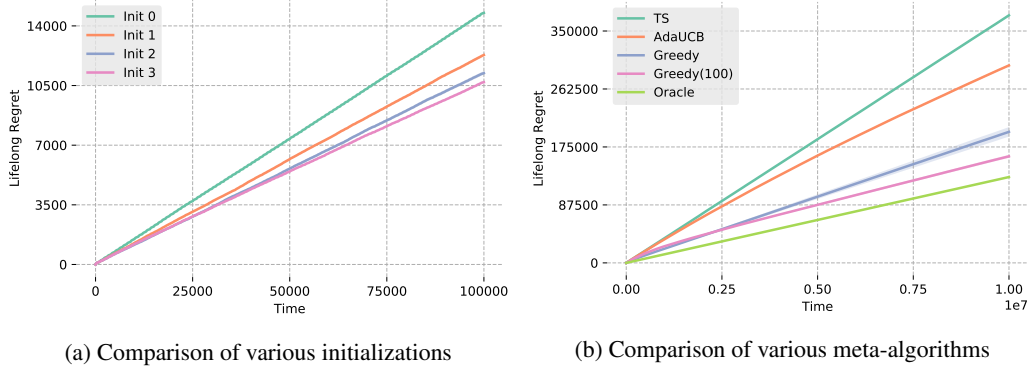 14000
10500
7000
3500
0
Lifelong Regret
Init 0
Init 1
Init 2
Init 3
0
25000
50000
75000
100000
Time
(a) Comparison of various initializations
350000
262500
175000
87500
0
Lifelong Regret
TS
AdaUCB
Greedy
Greedy(100)
Oracle
0.00
0.25
0.50
0.75
1.00
1e7
Time
(b) Comparison of various meta-algorithms